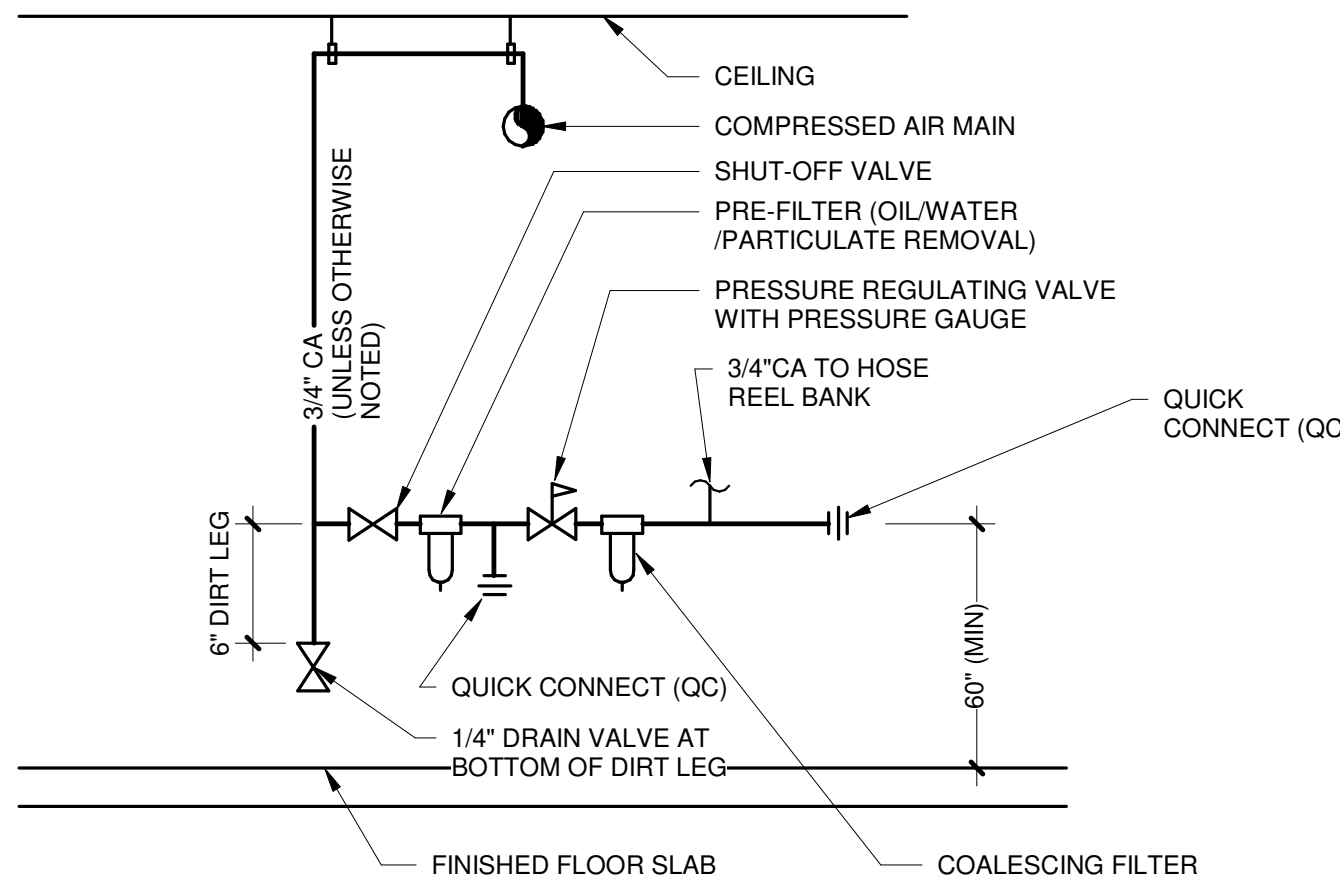 CEILING
COMPRESSED AIR MAIN
SHUT-OFF VALVE
PRE-FILTER (OIL/WATER
/PARTICULATE REMOVAL)
PRESSURE REGULATING VALVE
WITH PRESSURE GAUGE
3/4"CA TO HOSE
REEL BANK
QUICK
CONNECT (QC
3/4" CA
(UNLESS OTHERWISE
NOTED)
6" DIRT LEG
60" (MIN)
QUICK CONNECT (QC)
1/4" DRAIN VALVE AT
BOTTOM OF DIRT LEG
FINISHED FLOOR SLAB
COALESCING FILTER